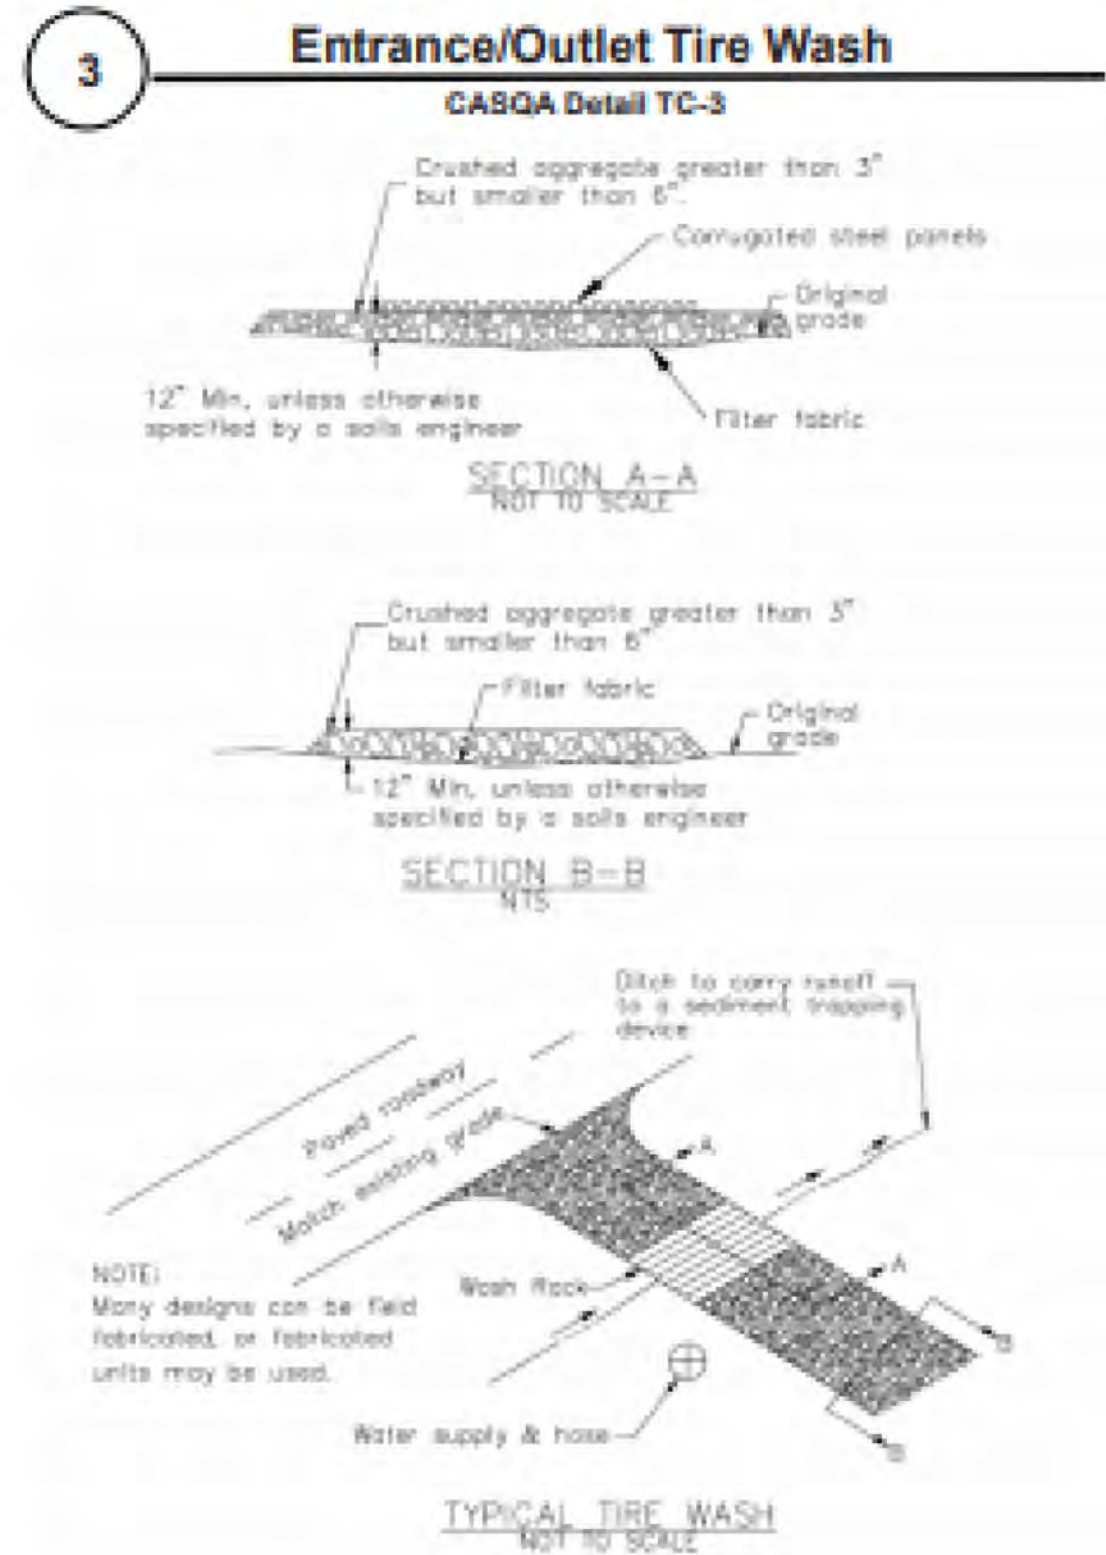 3
Entrance/Outlet Tire Wash
CASQA Detail TC-3
Crushed aggregate greater than 3"
but smaller than 6".
Corrugated steel panels
Original
grade
12" Min, unless otherwise
specified by a soils engineer
Filter fabric
SECTION A-A
NOT TO SCALE
Crushed aggregate greater than 3"
but smaller than 6"
Filter fabric
Original
grade
12" Min, unless otherwise
specified by a soils engineer
SECTION B-B
NTS
Ditch to carry runoff
to a sediment trapping
device
Paved roadway
Match existing grade
A
NOTE:
Many designs can be field
fabricated, or fabricated
units may be used.
Wash Rack
A
B
Water supply & hose
B
TYPICAL TIRE WASH
NOT TO SCALE